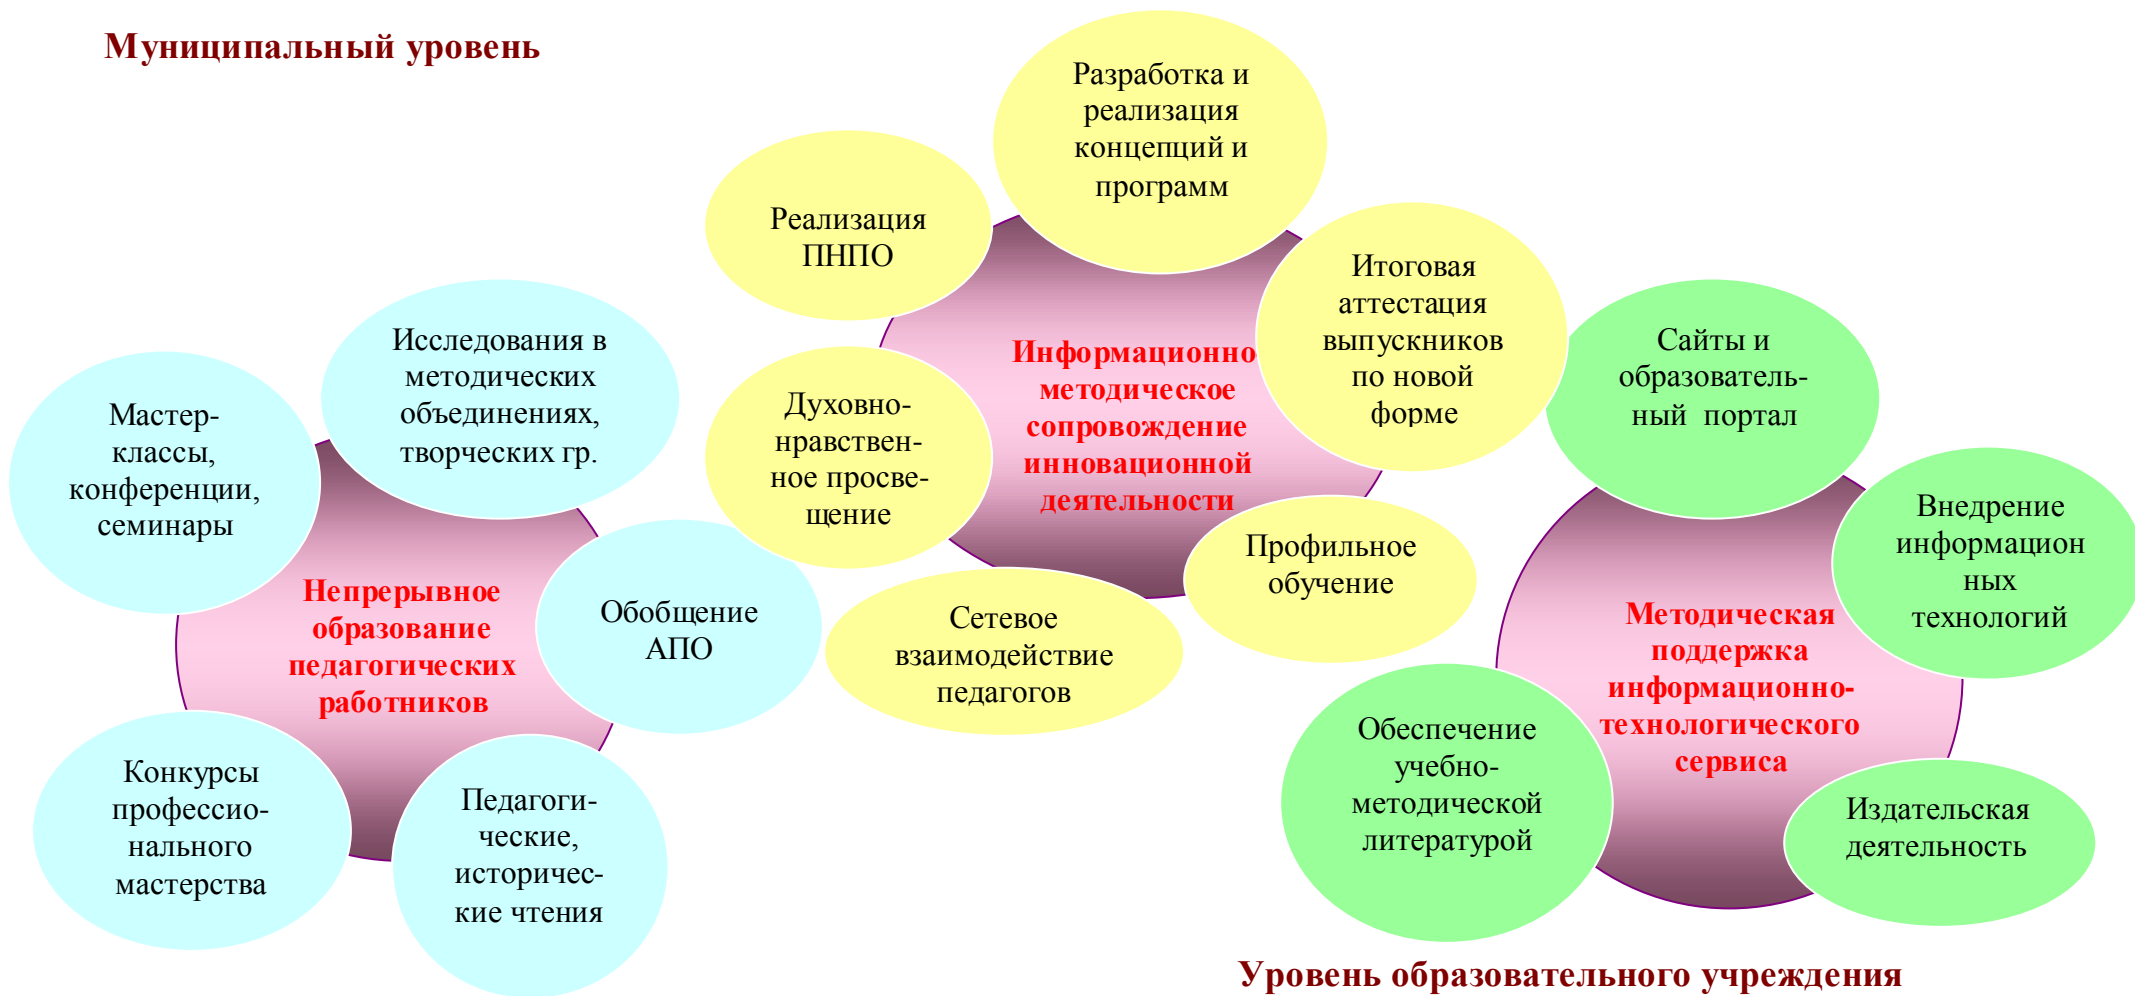 Муниципальный уровень
Разработка и
реализация
концепций и
программ
Реализация
ПНПО
Итоговая
аттестация
выпускников
по новой
форме
Информационно
методическое
сопровождение
инновационной
деятельности
Духовно-
нравствен-
ное просве-
щение
Профильное
обучение
Сетевое
взаимодействие
педагогов
Исследования в
методических
объединениях,
творческих гр.
Мастер-
классы,
конференции,
семинары
Непрерывное
образование
педагогических
работников
Обобщение
АПО
Конкурсы
профессио-
нального
мастерства
Педагоги-
ческие,
историчес-
кие чтения
Сайты и
образователь-
ный портал
Внедрение
информацион
ных
технологий
Методическая
поддержка
информационно-
технологического
сервиса
Обеспечение
учебно-
методической
литературой
Издательская
деятельность
Уровень образовательного учреждения